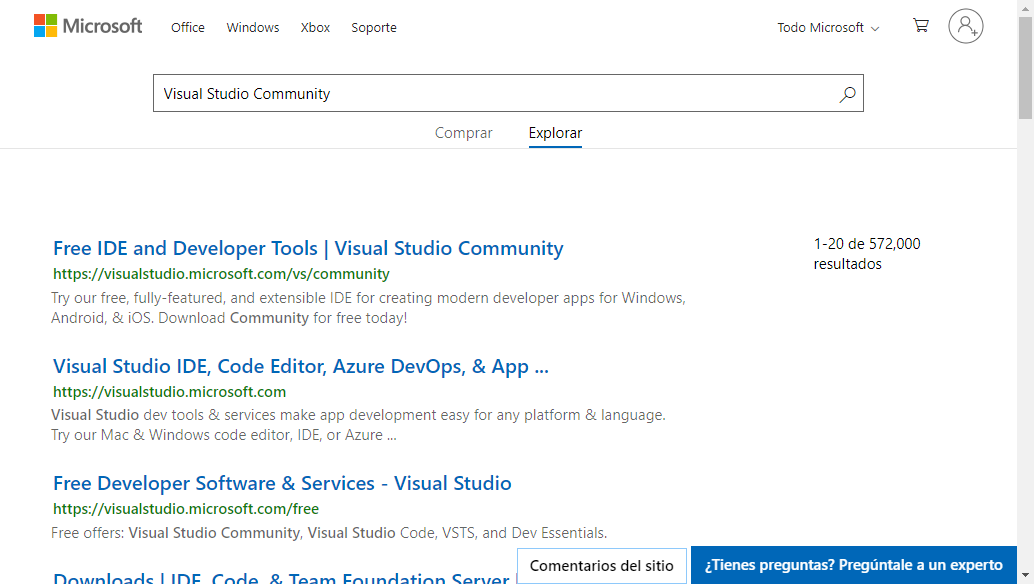 Microsoft Office Windows Xbox Soporte Todo Microsoft
Visual Studio Community
Comprar Explorar
Free IDE and Developer Tools | Visual Studio Community
https://visualstudio.microsoft.com/vs/community
Try our free, fully-featured, and extensible IDE for creating modern developer apps for Windows,
Android, & iOS. Download Community for free today!
1-20 de 572,000
resultados
Visual Studio IDE, Code Editor, Azure DevOps, & App ...
https://visualstudio.microsoft.com
Visual Studio dev tools & services make app development easy for any platform & language.
Try our Mac & Windows code editor, IDE, or Azure ...
Free Developer Software & Services - Visual Studio
https://visualstudio.microsoft.com/free
Free offers: Visual Studio Community, Visual Studio Code, VSTS, and Dev Essentials.
Downloads | IDE, Code, & Team Foundation Server
Comentarios del sitio
¿Tienes preguntas? Pregúntale a un experto